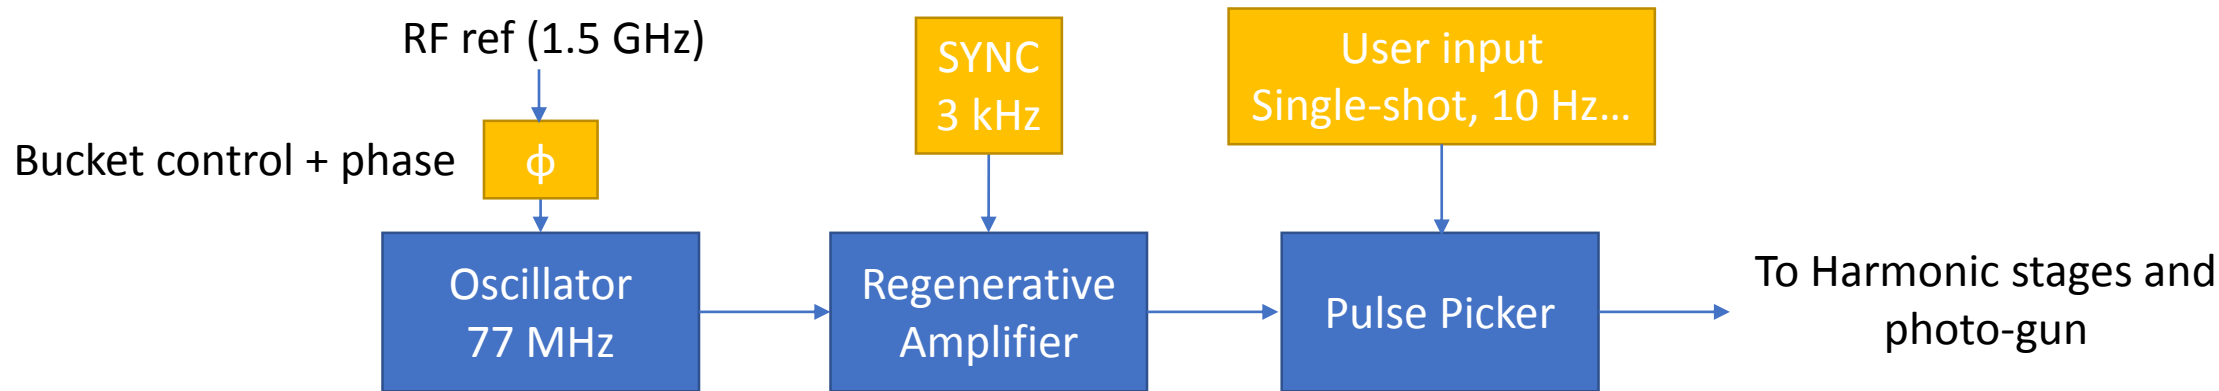 RF ref (1.5 GHz)
SYNC
3 kHz
User input
Single-shot, 10 Hz…
Bucket control + phase
ϕ
Oscillator
77 MHz
Regenerative
Amplifier
Pulse Picker
To Harmonic stages and
photo-gun